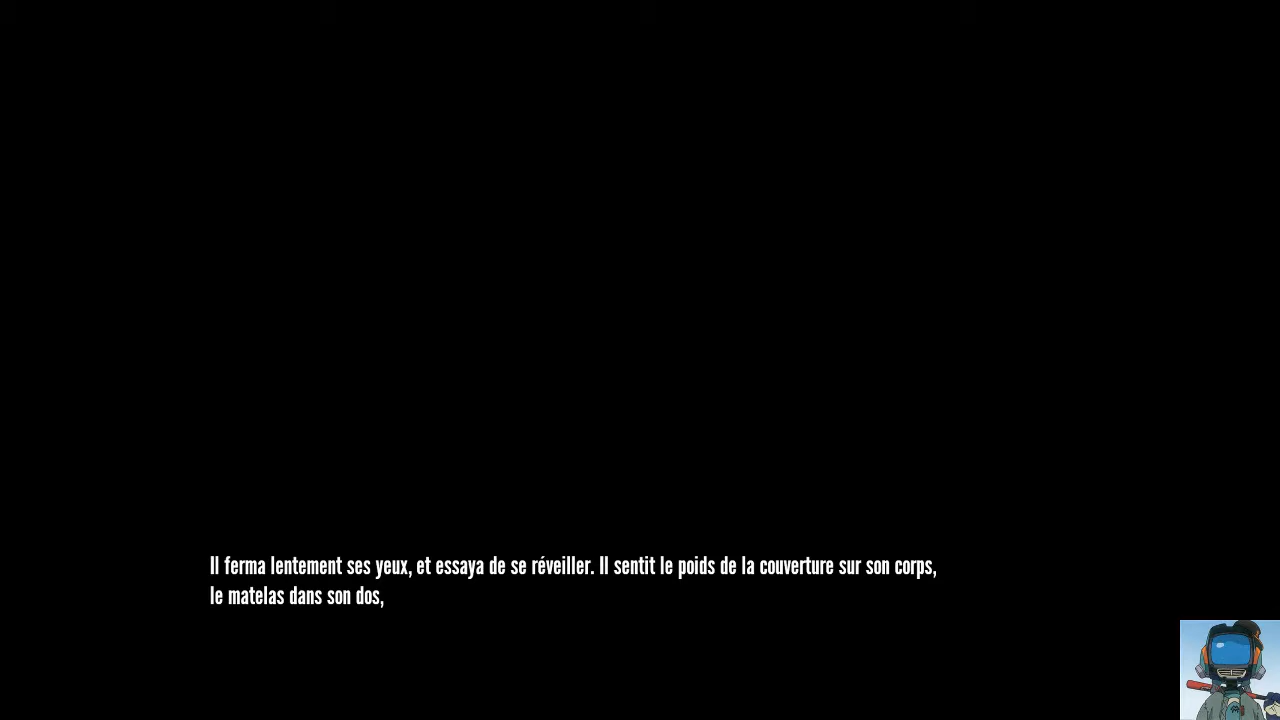 Il ferma lentement ses yeux, et essaya de se réveiller. Il sentit le poids de la couverture sur son corps,
le matelas dans son dos,